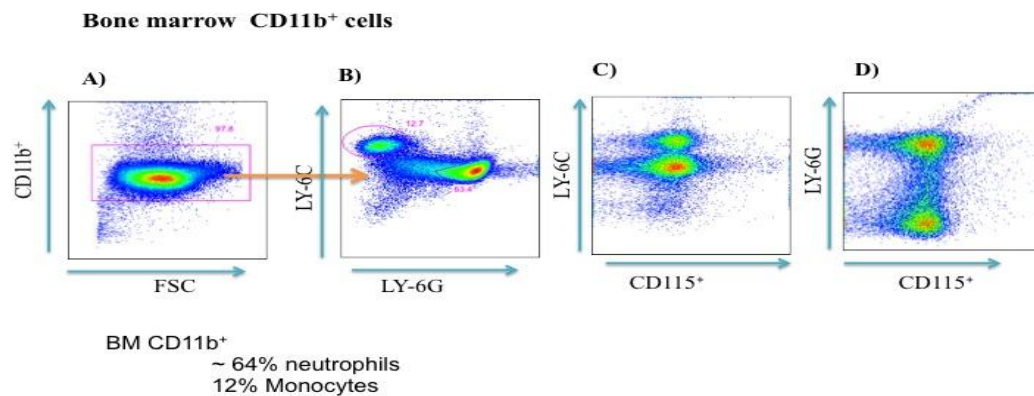 Bone marrow CD11b⁺ cells
A)
B)
C)
D)
CD11b⁺
97.8
FSC
LY-6C
12.7
63.4
LY-6G
LY-6C
CD115⁺
LY-6G
CD115⁺
BM CD11b⁺
~ 64% neutrophils
12% Monocytes